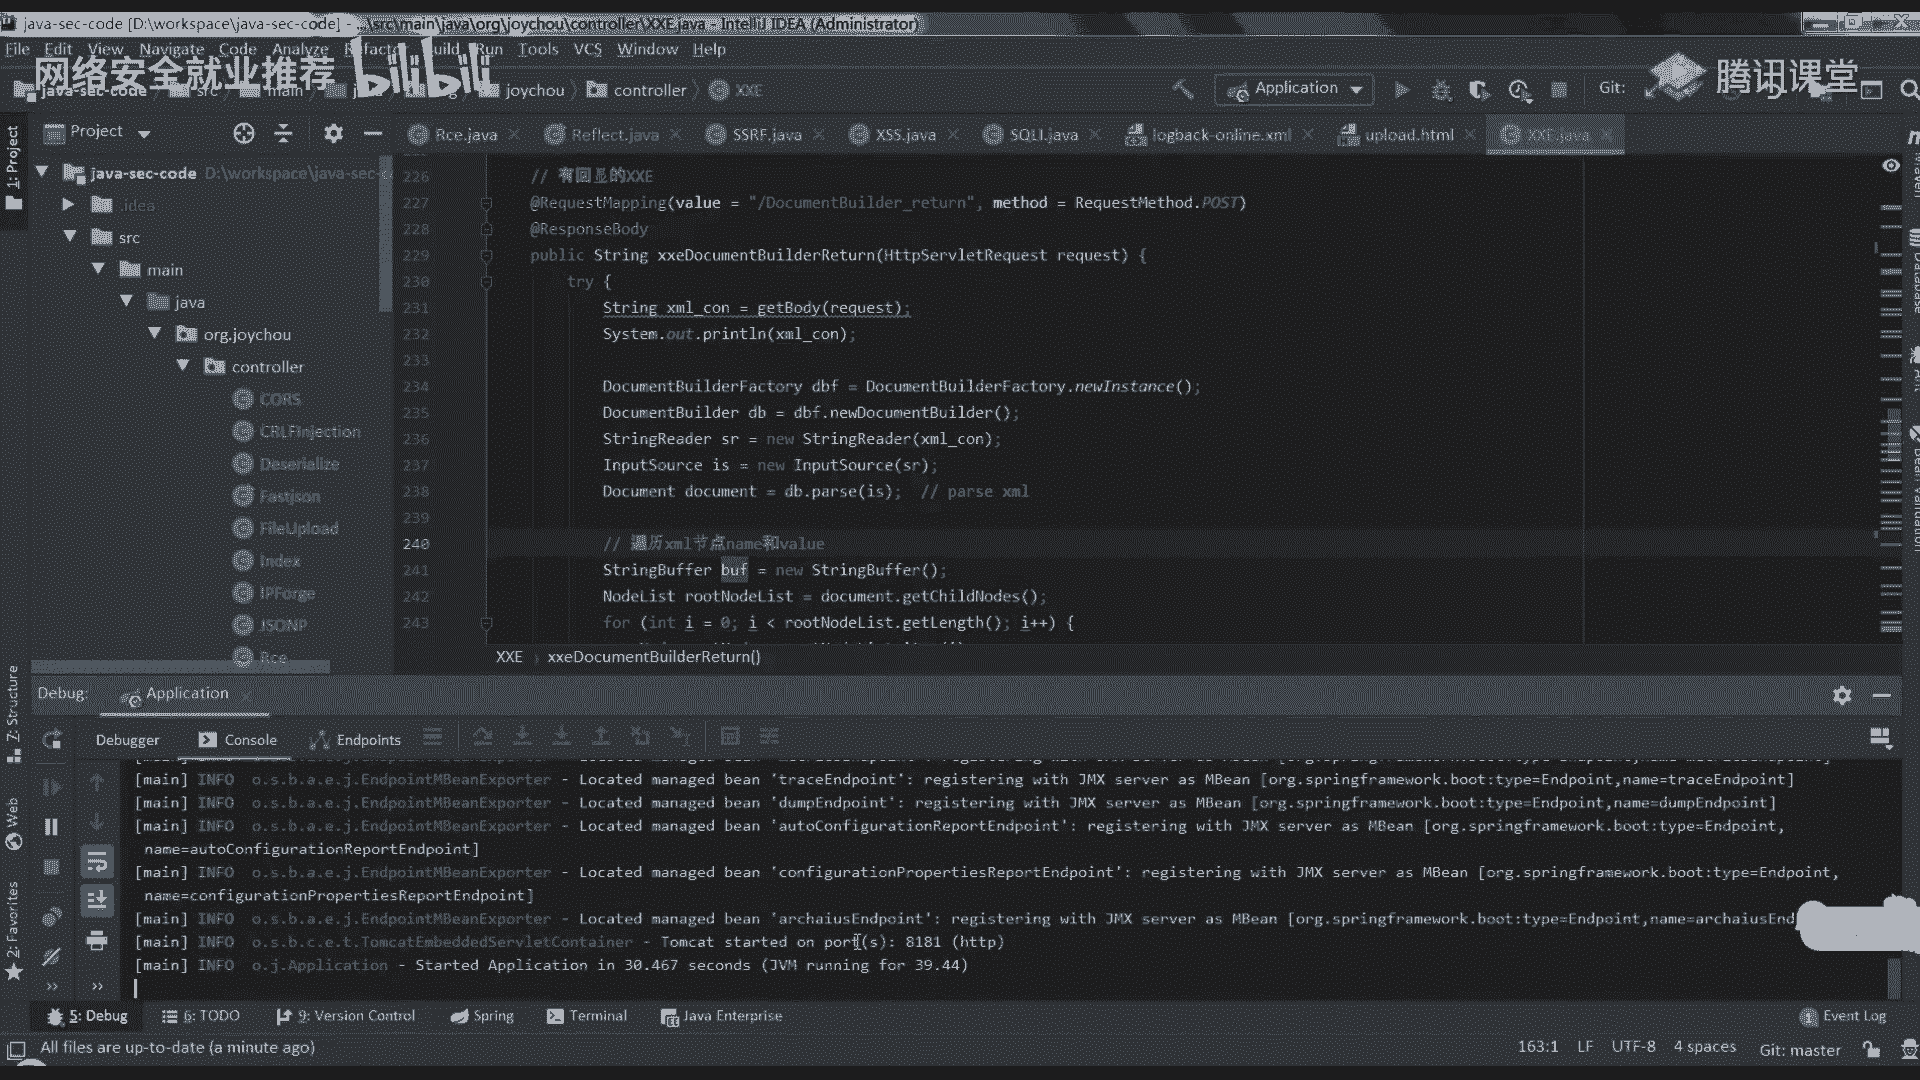 java-sec-code [D:\workspace\java-sec-code] - ...\src\main\java\org\joychou\controller\XXE.java - IntelliJ IDEA (Administrator)
File Edit View Navigate Code Analyze Refactor Build Run Tools VCS Window Help
网络安全就业推荐 bilibili
腾讯课堂
java-sec-code src main joychou controller XXE
Application
Git:
Project
Rce.java Reflect.java SSRF.java XSS.java SQLI.java logback-online.xml upload.html XXE.java
1: Project
java-sec-code D:\workspace\java-sec-c
.idea
src
main
java
org.joychou
controller
CORS
CRLFInjection
Deserialize
Fastjson
FileUpload
Index
IPForge
JSONP
Rce
226 // 有回显的XXE
227 @RequestMapping(value = "/DocumentBuilder_return", method = RequestMethod.POST)
228 @ResponseBody
229 public String xxeDocumentBuilderReturn(HttpServletRequest request) {
230 try {
231 String xml_con = getBody(request);
232 System.out.println(xml_con);
233
234 DocumentBuilderFactory dbf = DocumentBuilderFactory.newInstance();
235 DocumentBuilder db = dbf.newDocumentBuilder();
236 StringReader sr = new StringReader(xml_con);
237 InputSource is = new InputSource(sr);
238 Document document = db.parse(is); // parse xml
239
240 // 遍历xml节点name和value
241 StringBuffer buf = new StringBuffer();
242 NodeList rootNodeList = document.getChildNodes();
243 for (int i = 0; i < rootNodeList.getLength(); i++) {
XXE xxeDocumentBuilderReturn()
Maven
Database
Bean Validation
7: Structure
Web
2: Favorites
Debug: Application
Debugger Console Endpoints
[main] INFO o.s.b.a.e.j.EndpointMBeanExporter - Located managed bean 'traceEndpoint': registering with JMX server as MBean [org.springframework.boot:type=Endpoint,name=traceEndpoint]
[main] INFO o.s.b.a.e.j.EndpointMBeanExporter - Located managed bean 'dumpEndpoint': registering with JMX server as MBean [org.springframework.boot:type=Endpoint,name=dumpEndpoint]
[main] INFO o.s.b.a.e.j.EndpointMBeanExporter - Located managed bean 'autoConfigurationReportEndpoint': registering with JMX server as MBean [org.springframework.boot:type=Endpoint,
name=autoConfigurationReportEndpoint]
[main] INFO o.s.b.a.e.j.EndpointMBeanExporter - Located managed bean 'configurationPropertiesReportEndpoint': registering with JMX server as MBean [org.springframework.boot:type=Endpoint,
name=configurationPropertiesReportEndpoint]
[main] INFO o.s.b.a.e.j.EndpointMBeanExporter - Located managed bean 'archaiusEndpoint': registering with JMX server as MBean [org.springframework.boot:type=Endpoint,name=archaiusEnd
[main] INFO o.s.b.c.e.t.TomcatEmbeddedServletContainer - Tomcat started on port(s): 8181 (http)
[main] INFO o.j.Application - Started Application in 30.467 seconds (JVM running for 39.44)
5: Debug 6: TODO 9: Version Control Spring Terminal Java Enterprise Event Log
All files are up-to-date (a minute ago) 163:1 LF UTF-8 4 spaces Git: master